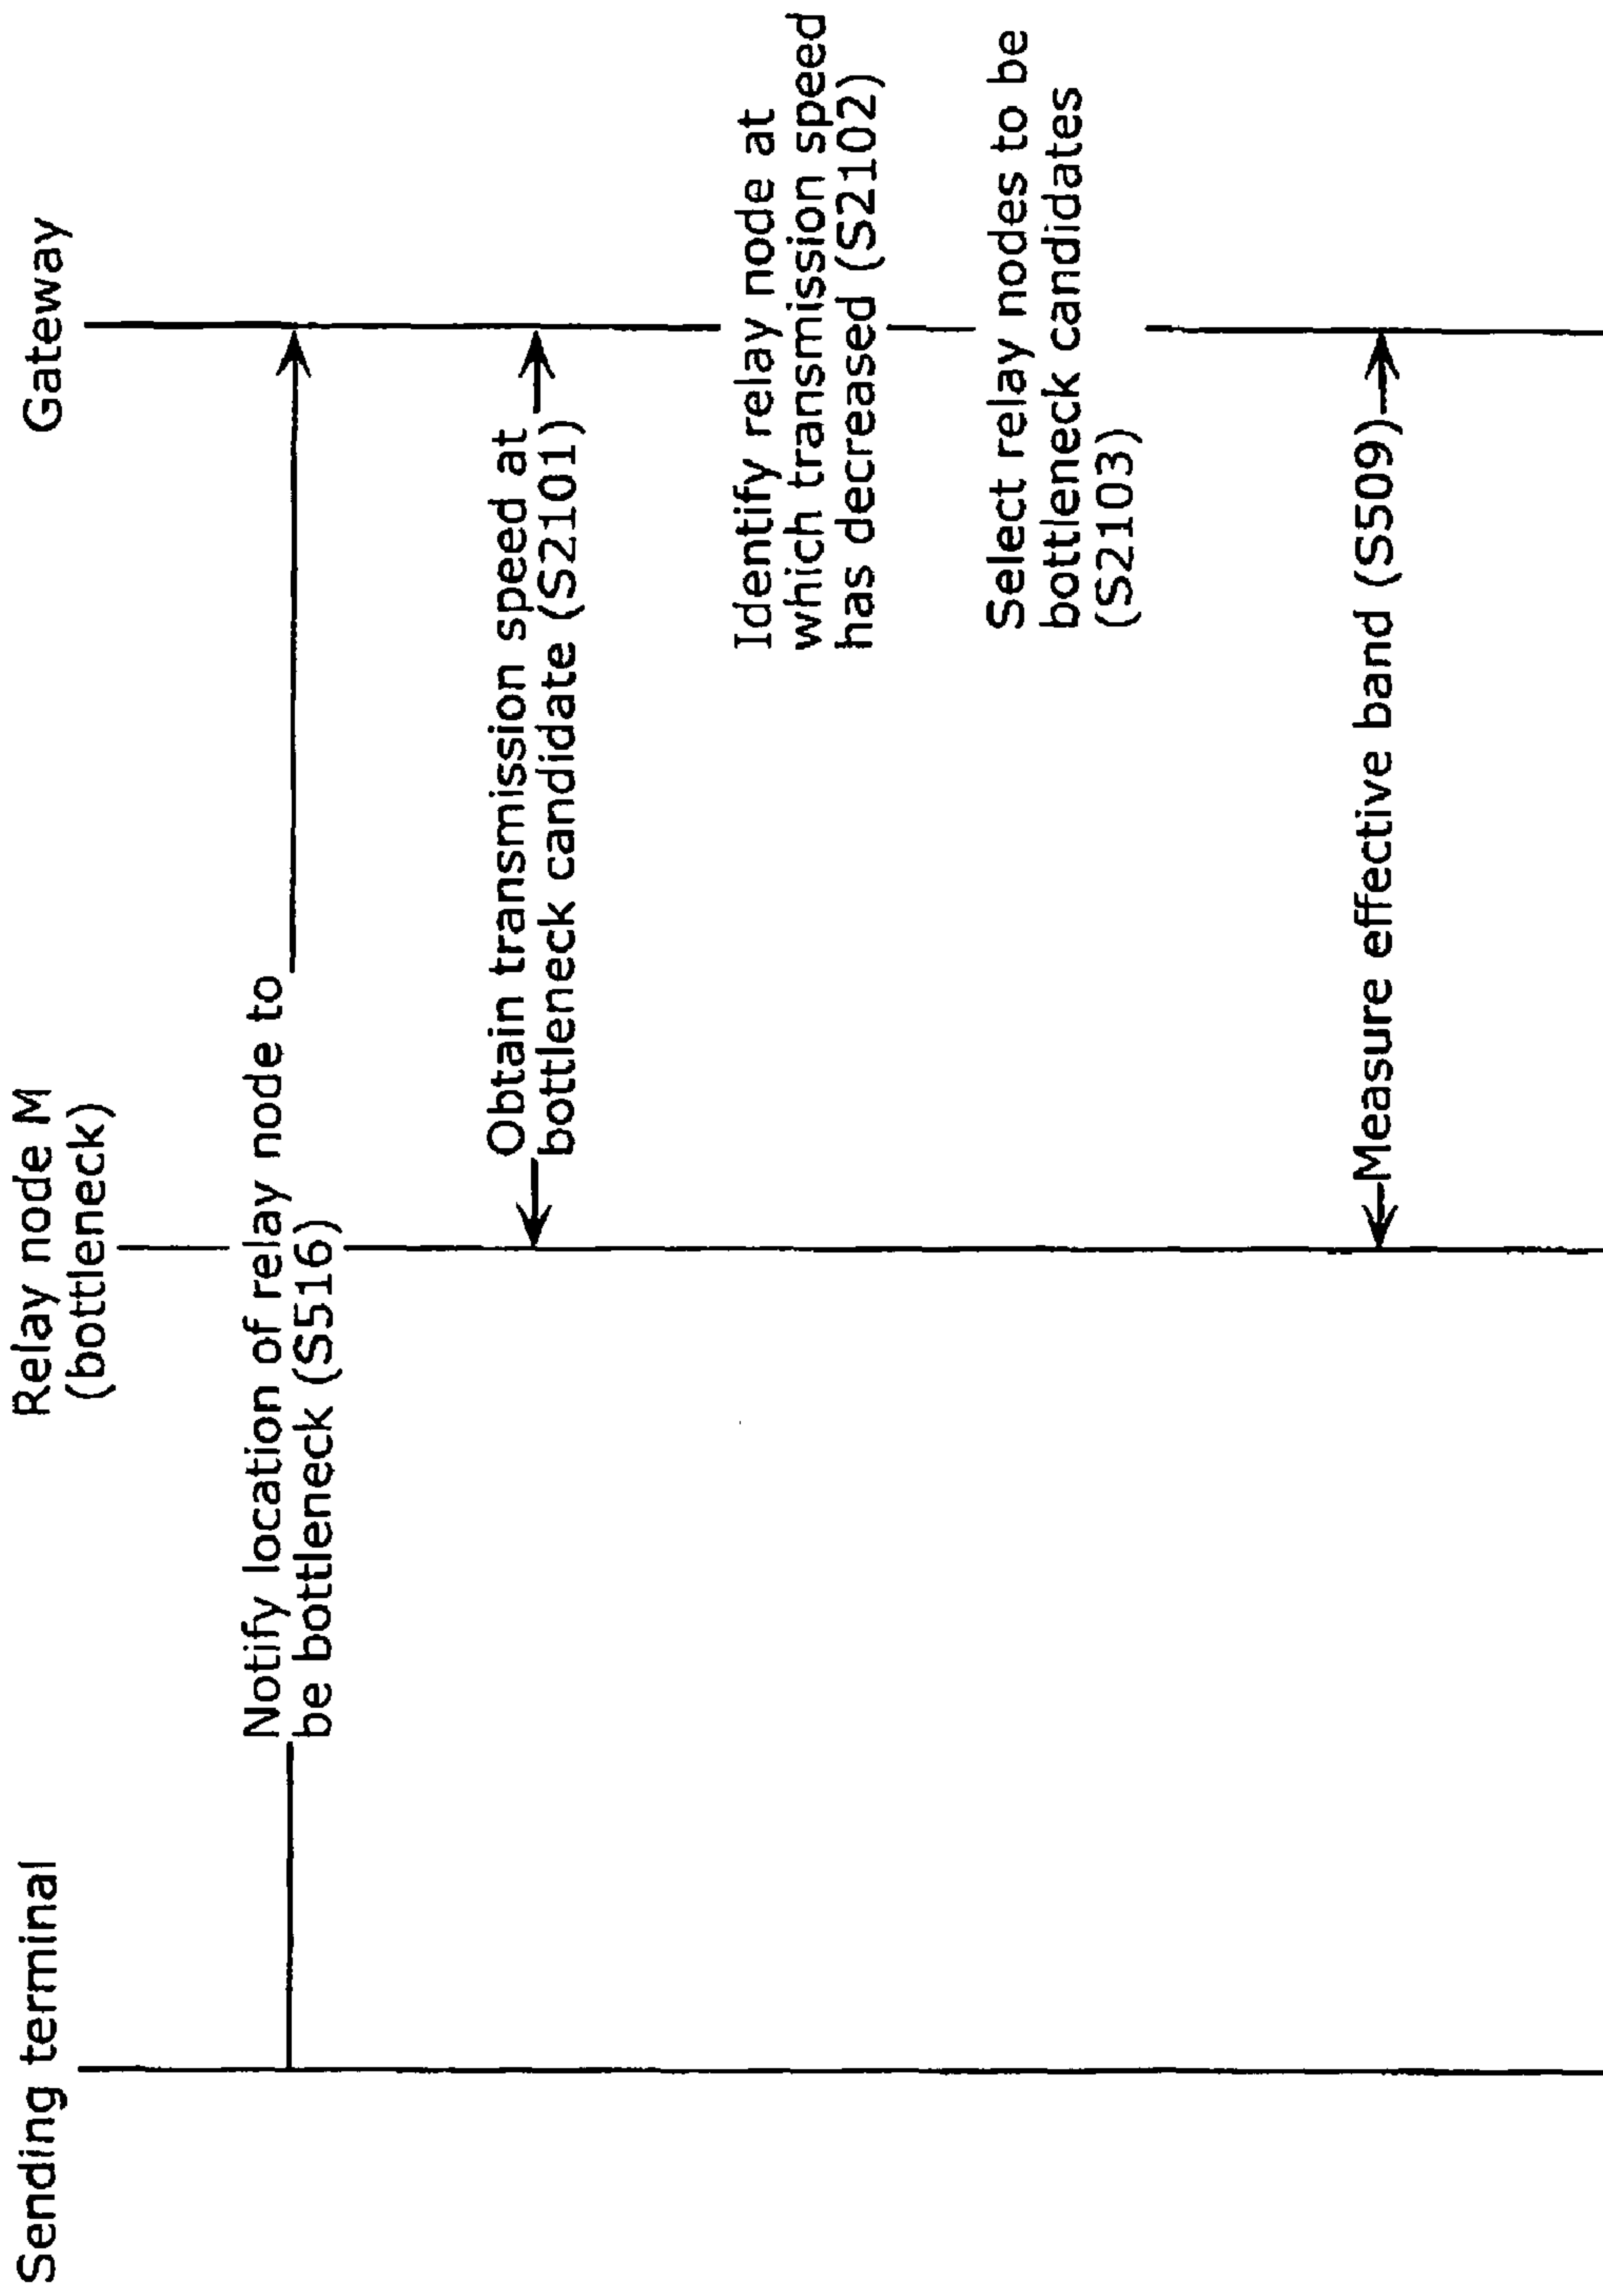 Sending terminal
Relay node M
(bottleneck)
Gateway
Notify location of relay node to
be bottleneck (S516)
Obtain transmission speed at
bottleneck candidate (S2101)
Identify relay node at
which transmission speed
has decreased (S2102)
Select relay nodes to be
bottleneck candidates
(S2103)
Measure effective band (S509)